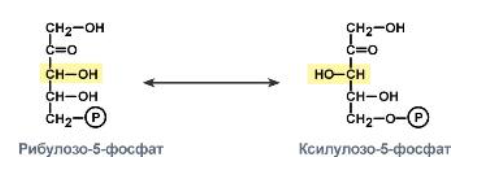 CH₂—OH
C=O
CH—OH
CH—OH
CH₂—P
Рибулозо-5-фосфат
CH₂—OH
C=O
HO—CH
CH—OH
CH₂—O—P
Ксилулозо-5-фосфат